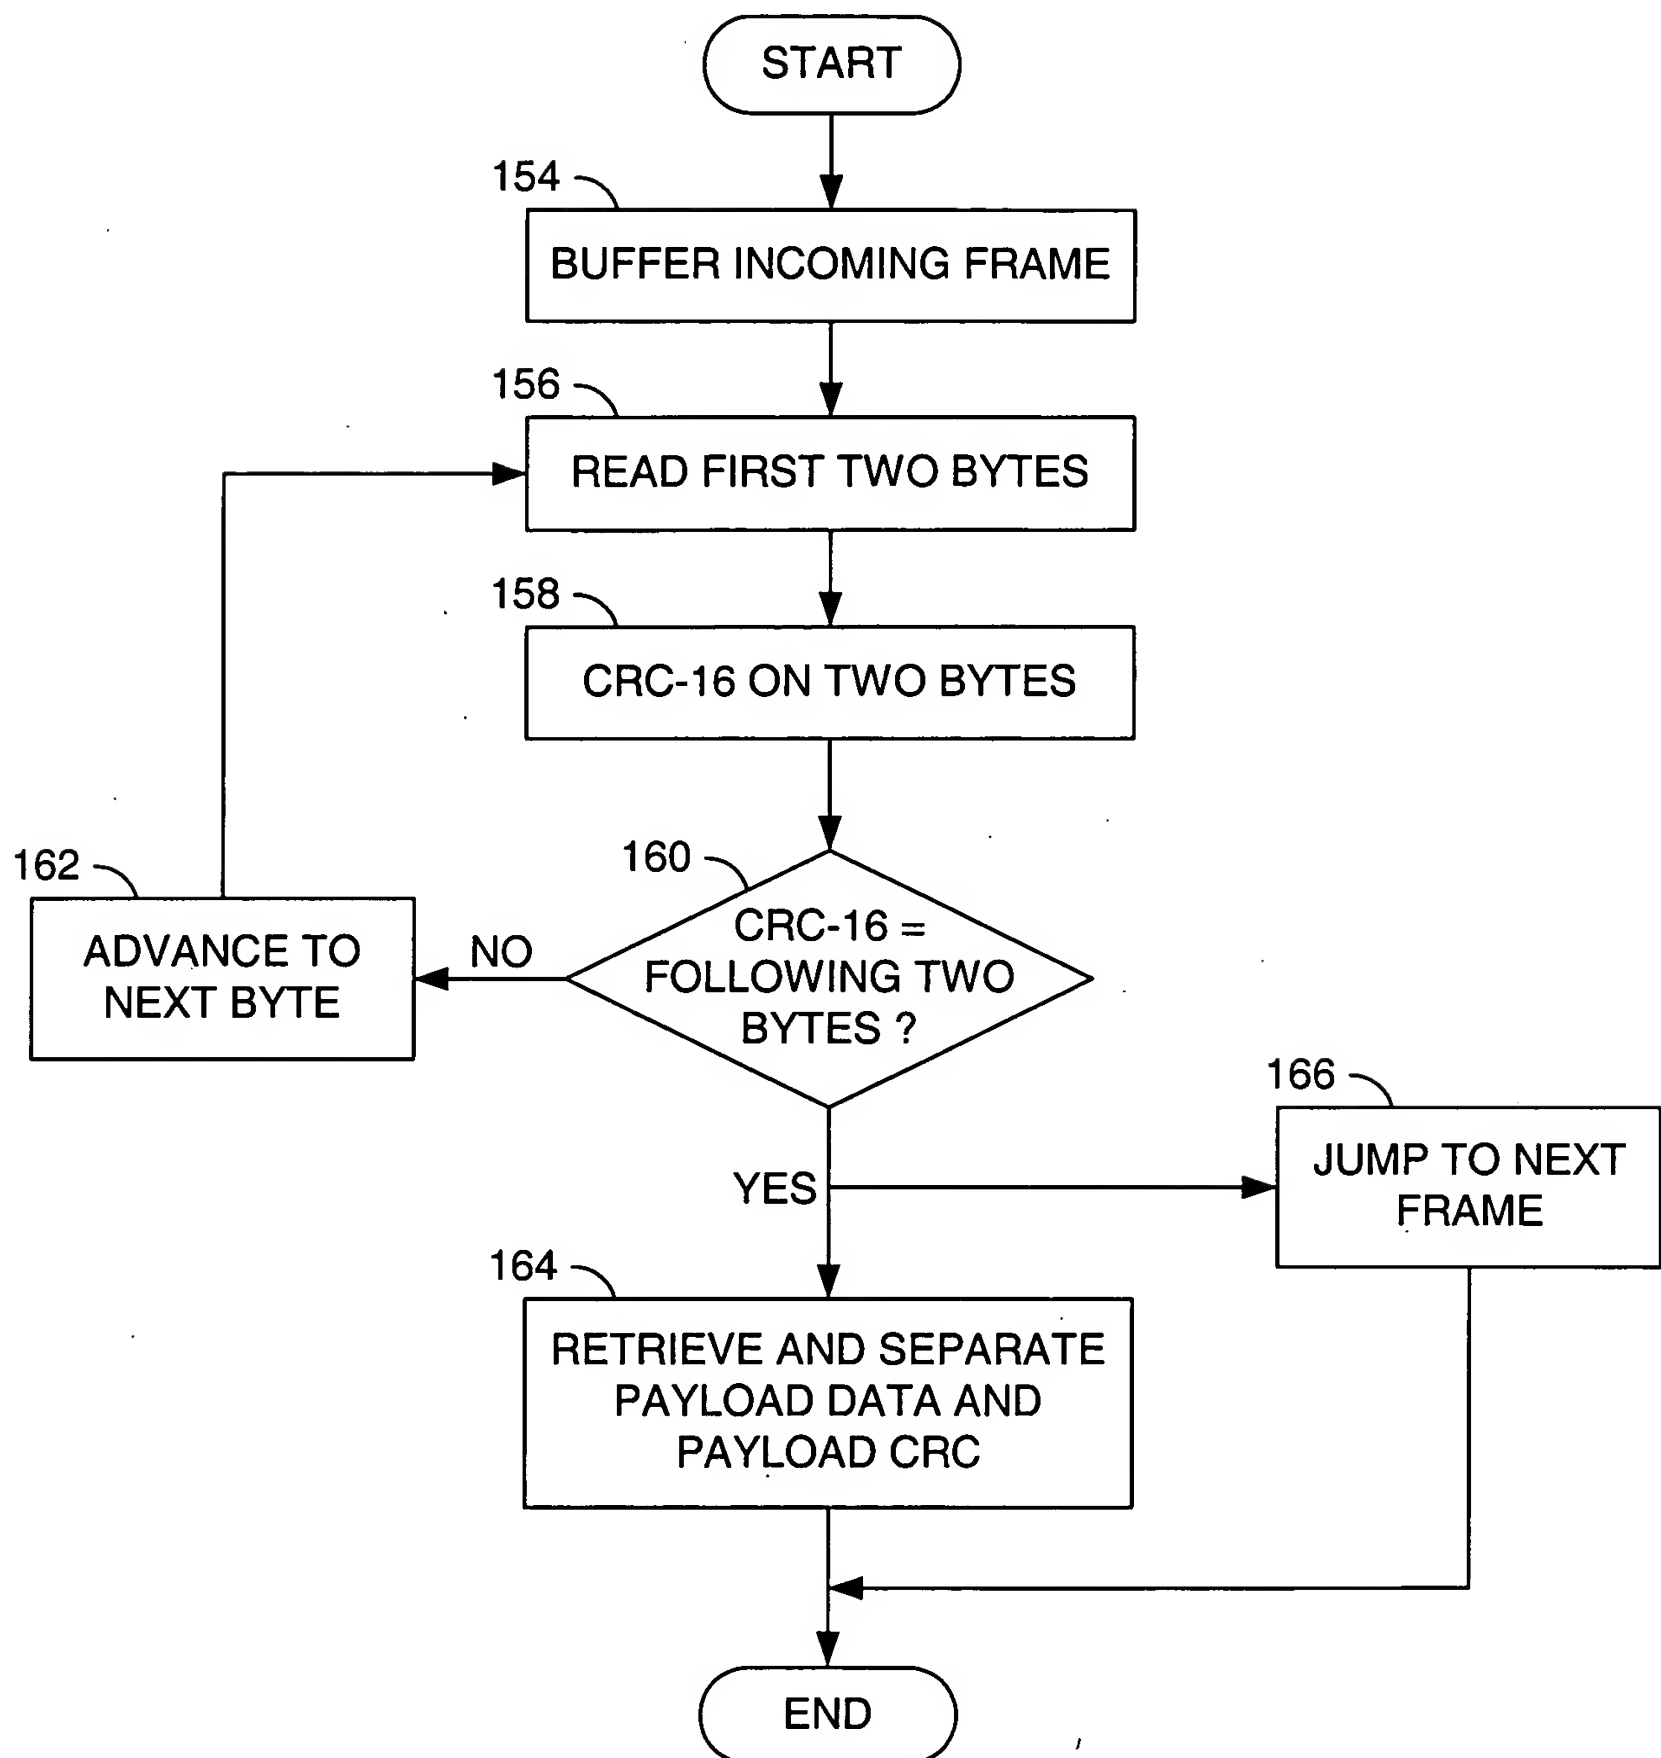 START
154
BUFFER INCOMING FRAME
156
READ FIRST TWO BYTES
158
CRC-16 ON TWO BYTES
160
CRC-16 =
FOLLOWING TWO
BYTES ?
162
ADVANCE TO
NEXT BYTE
NO
YES
166
JUMP TO NEXT
FRAME
164
RETRIEVE AND SEPARATE
PAYLOAD DATA AND
PAYLOAD CRC
END